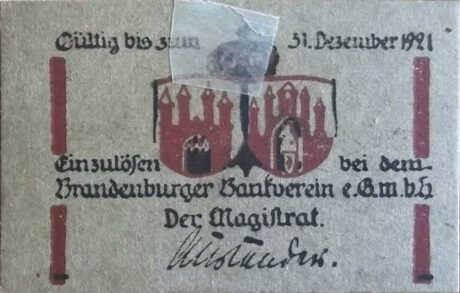 Gültig bis zum 31. Dezember 1921
Einzulösen bei dem
Brandenburger Bankverein e.G.m.b.H
Der Magistrat.